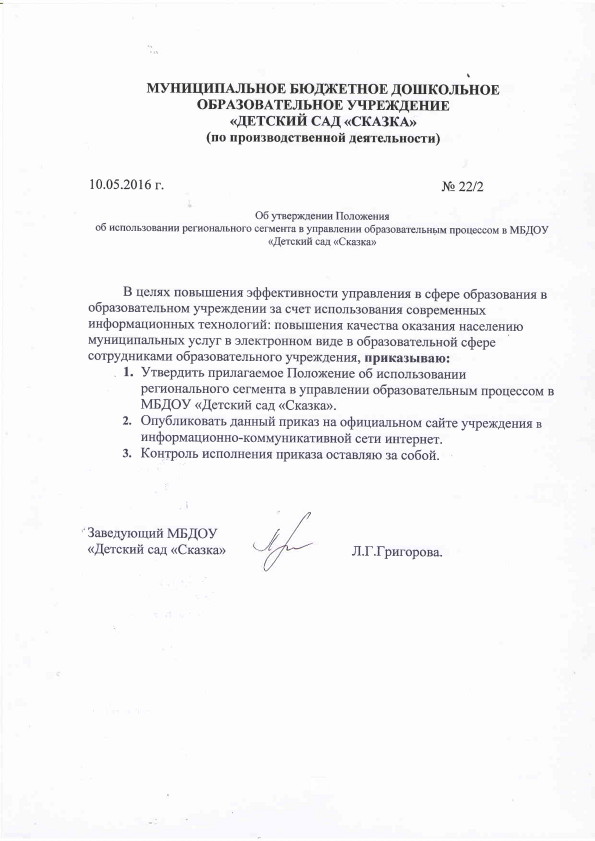 МУНИЦИПАЛЬНОЕ БЮДЖЕТНОЕ ДОШКОЛЬНОЕ
ОБРАЗОВАТЕЛЬНОЕ УЧРЕЖДЕНИЕ
«ДЕТСКИЙ САД «СКАЗКА»
(по производственной деятельности)
10.05.2016 г. № 22/2
Об утверждении Положения
об использовании регионального сегмента в управлении образовательным процессом в МБДОУ
«Детский сад «Сказка»
В целях повышения эффективности управления в сфере образования в
образовательном учреждении за счет использования современных
информационных технологий: повышения качества оказания населению
муниципальных услуг в электронном виде в образовательной сфере
сотрудниками образовательного учреждения, приказываю:
1. Утвердить прилагаемое Положение об использовании
регионального сегмента в управлении образовательным процессом в
МБДОУ «Детский сад «Сказка».
2. Опубликовать данный приказ на официальном сайте учреждения в
информационно-коммуникативной сети интернет.
3. Контроль исполнения приказа оставляю за собой.
Заведующий МБДОУ
«Детский сад «Сказка» Л.Г.Григорова.